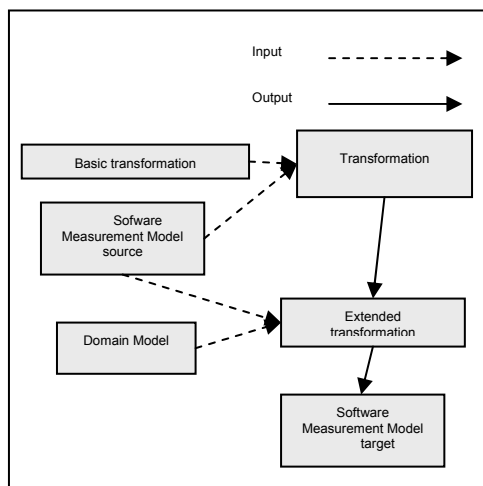 Input
Output
Basic transformation
Transformation
Sofware
Measurement Model
source
Extended
transformation
Domain Model
Software
Measurement Model
target